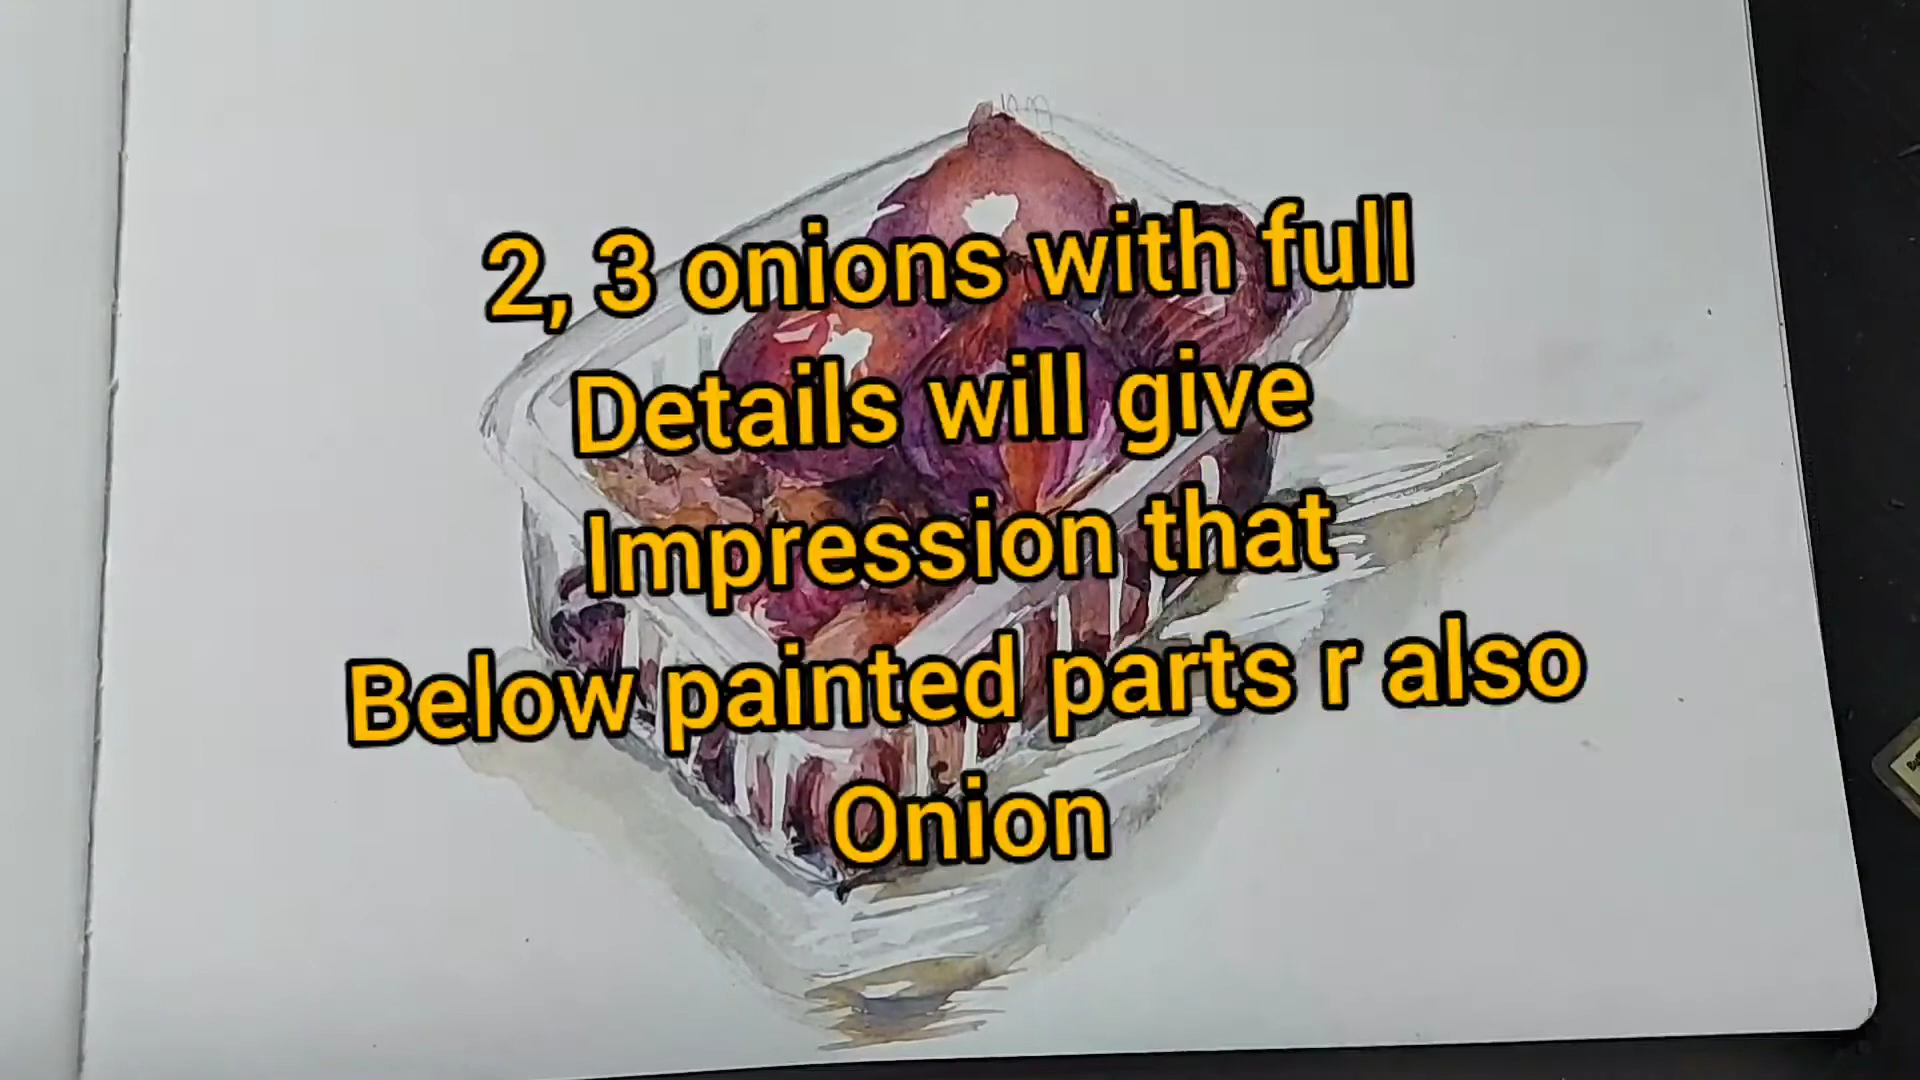 2, 3 onions with full
Details will give
Impression that
Below painted parts r also
Onion